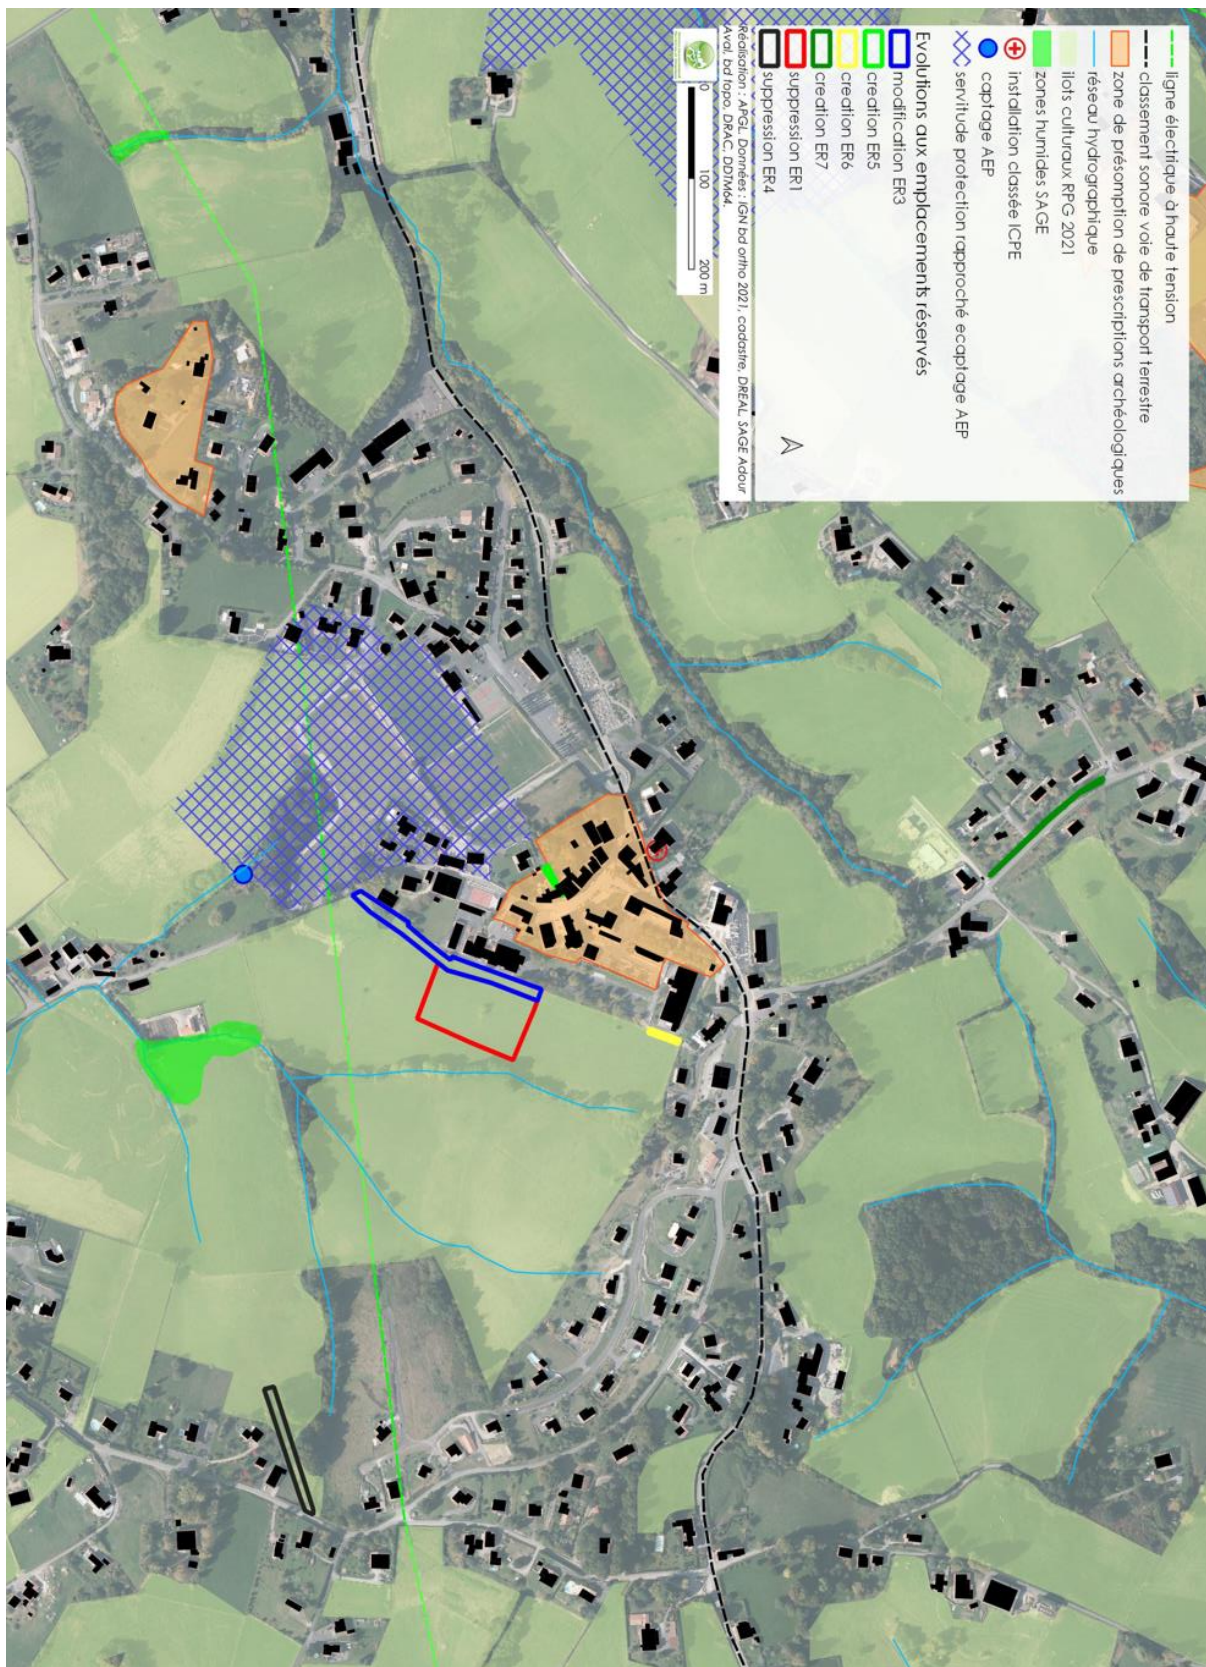 ligne électrique à haute tension
classement sonore voie de transport terrestre
zone de présomption de prescriptions archéologiques
réseau hydrographique
ilots culturaux RPG 2021
zones humides SAGE
installation classée ICPE
captage AEP
servitude protection rapproché ecaptage AEP
Evolutions aux emplacements réservés
modification ER3
creation ER5
creation ER6
creation ER7
suppression ER1
suppression ER4
0 100 200 m
Réalisation : APGL. Données : IGN bd ortho 2021, cadastre, DREAL, SAGE Adour
Aval, bd topo, DRAC, DDTM64.